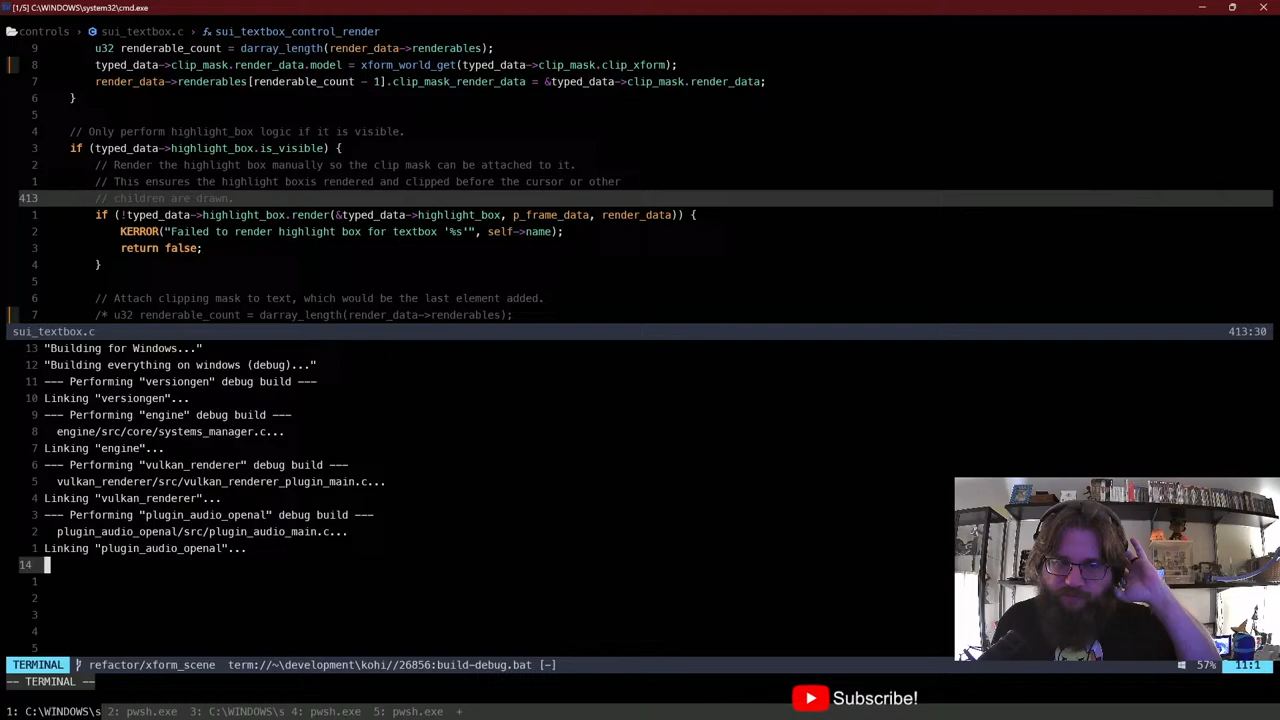 [1/5] C:\WINDOWS\system32\cmd.exe
controls > sui_textbox.c > sui_textbox_control_render
9 u32 renderable_count = darray_length(render_data->renderables);
8 typed_data->clip_mask.render_data.model = xform_world_get(typed_data->clip_mask.clip_xform);
7 render_data->renderables[renderable_count - 1].clip_mask_render_data = &typed_data->clip_mask.render_data;
6 }
5
4 // Only perform highlight_box logic if it is visible.
3 if (typed_data->highlight_box.is_visible) {
2 // Render the highlight box manually so the clip mask can be attached to it.
1 // This ensures the highlight boxis rendered and clipped before the cursor or other
413 // children are drawn.
1 if (!typed_data->highlight_box.render(&typed_data->highlight_box, p_frame_data, render_data)) {
2 KERROR("Failed to render highlight box for textbox '%s'", self->name);
3 return false;
4 }
5
6 // Attach clipping mask to text, which would be the last element added.
7 /* u32 renderable_count = darray_length(render_data->renderables);
sui_textbox.c 413:30
13 "Building for Windows..."
12 "Building everything on windows (debug)..."
11 --- Performing "versiongen" debug build ---
10 Linking "versiongen"...
9 --- Performing "engine" debug build ---
8 engine/src/core/systems_manager.c...
7 Linking "engine"...
6 --- Performing "vulkan_renderer" debug build ---
5 vulkan_renderer/src/vulkan_renderer_plugin_main.c...
4 Linking "vulkan_renderer"...
3 --- Performing "plugin_audio_openal" debug build ---
2 plugin_audio_openal/src/plugin_audio_main.c...
1 Linking "plugin_audio_openal"...
14
1
2
3
4
5
TERMINAL refactor/xform_scene term://~\development\kohi//26856:build-debug.bat [-] 57% 11:1
-- TERMINAL --
Subscribe!
1: C:\WINDOWS\s 2: pwsh.exe 3: C:\WINDOWS\s 4: pwsh.exe 5: pwsh.exe +